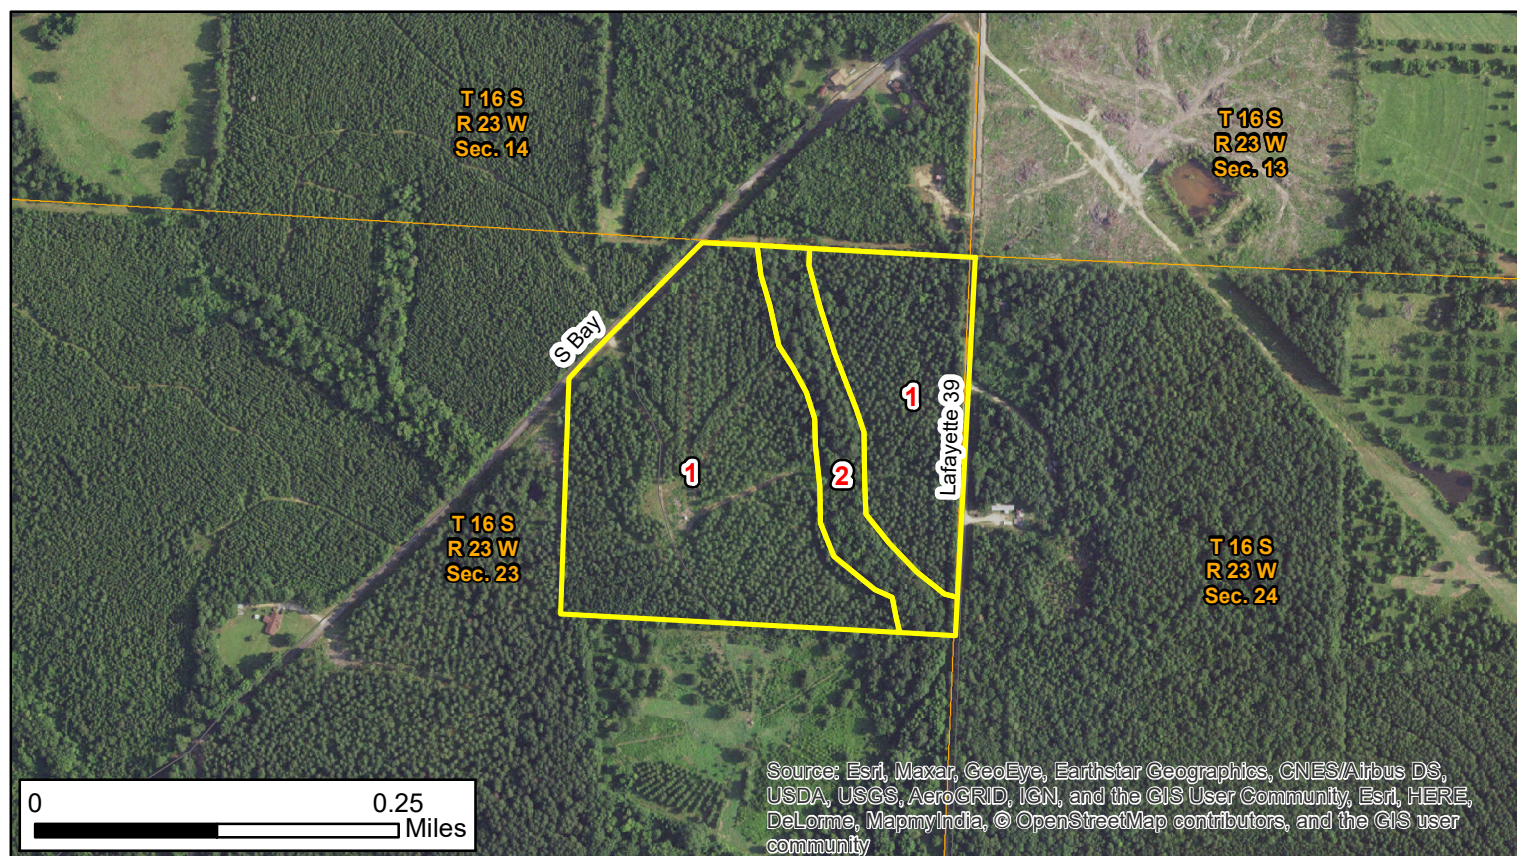 T 16 S
R 23 W
Sec. 14
T 16 S
R 23 W
Sec. 13
S Bay
1
Lafayette 39
1
2
T 16 S
R 23 W
Sec. 23
T 16 S
R 24 W
Sec. 24
Source: Esri, Maxar, GeoEye, Earthstar Geographics, CNES/Airbus DS,
USDA, USGS, AeroGRID, IGN, and the GIS User Community, Esri, HERE,
DeLorme, MapmyIndia, © OpenStreetMap contributors, and the GIS user
community
0 0.25
Miles